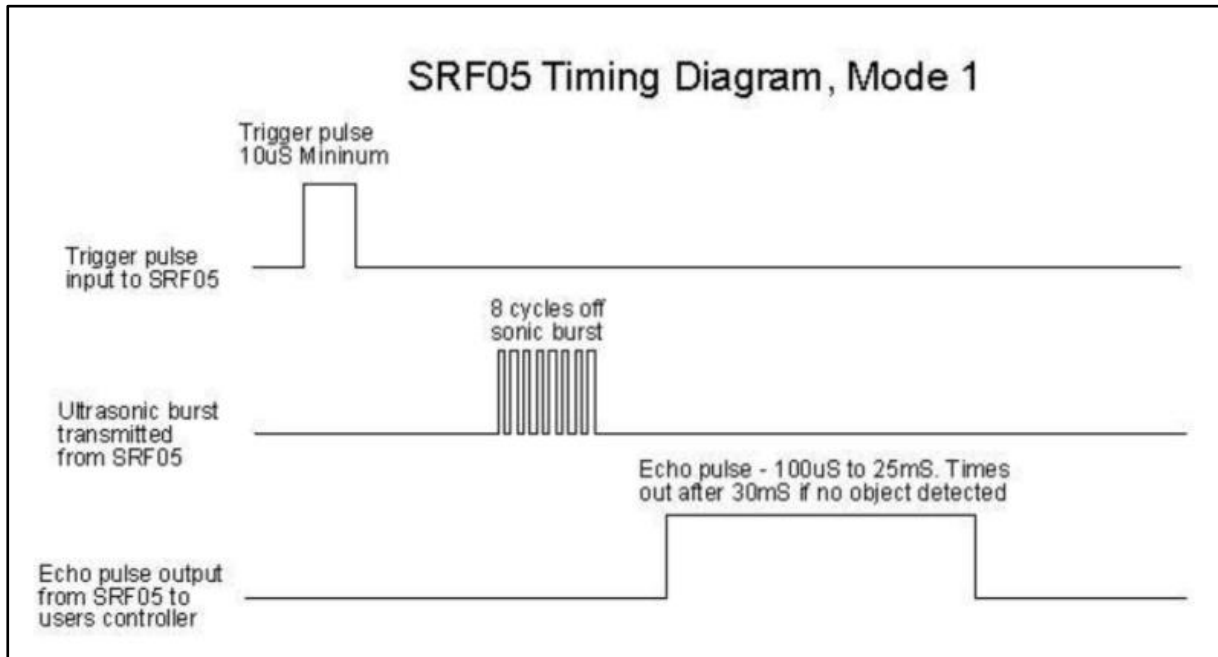 SRF05 Timing Diagram, Mode 1
Trigger pulse
10uS Mininum
Trigger pulse
input to SRF05
8 cycles off
sonic burst
Ultrasonic burst
transmitted
from SRF05
Echo pulse - 100uS to 25mS. Times
out after 30mS if no object detected
Echo pulse output
from SRF05 to
users controller